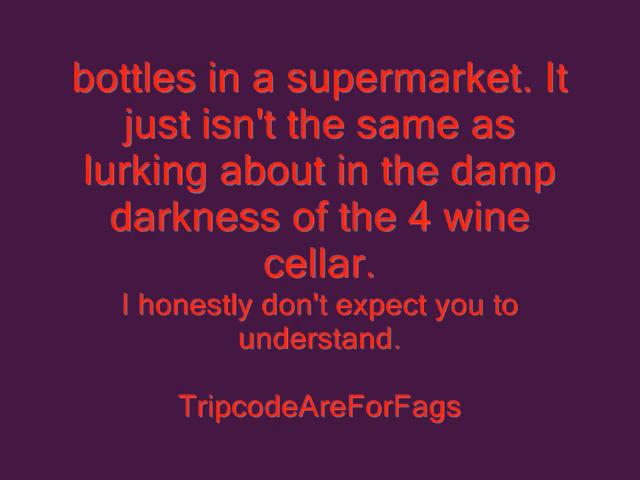 bottles in a supermarket. It
just isn't the same as
lurking about in the damp
darkness of the 4 wine
cellar.
I honestly don't expect you to
understand.
TripcodeAreForFags